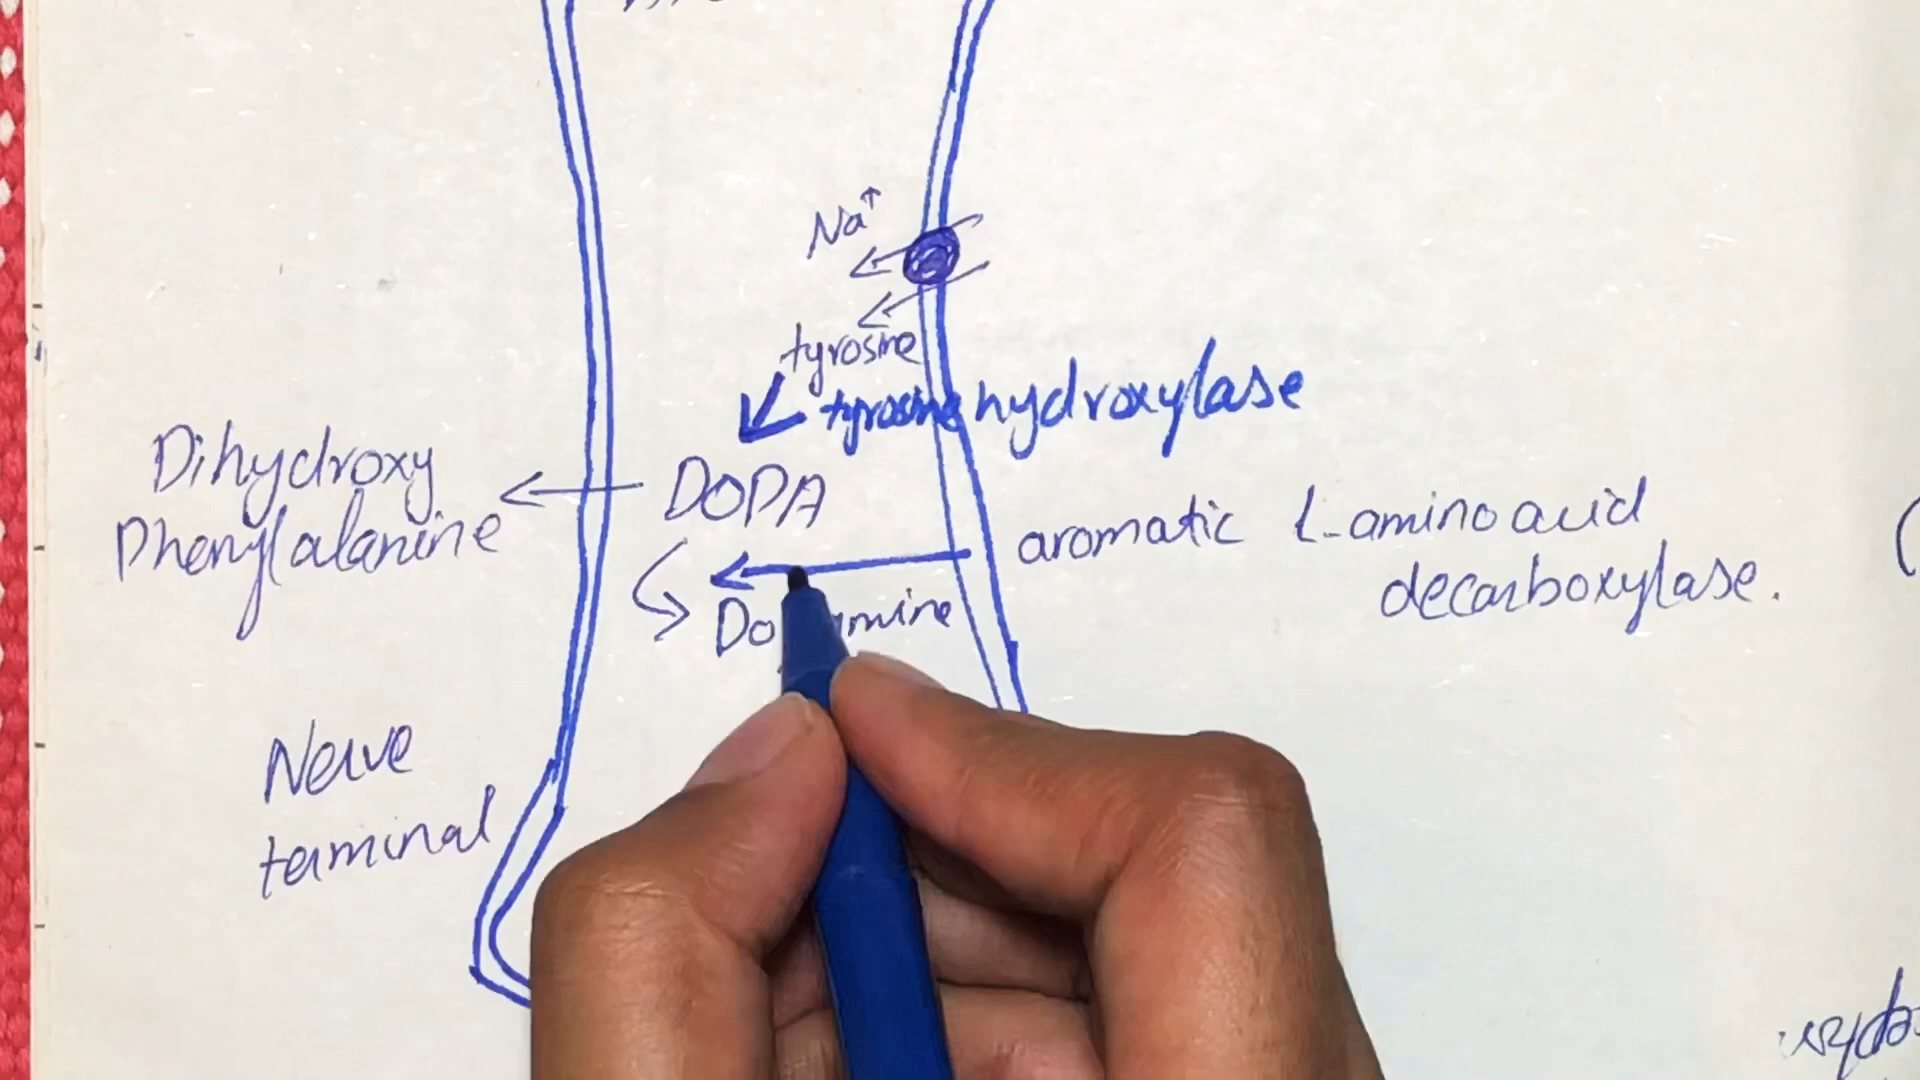 Na⁺
tyrosine
tyrosine hydroxylase
Dihydroxy
Phenylalanine
DOPA
aromatic L-amino acid
decarboxylase.
Nerve
terminal